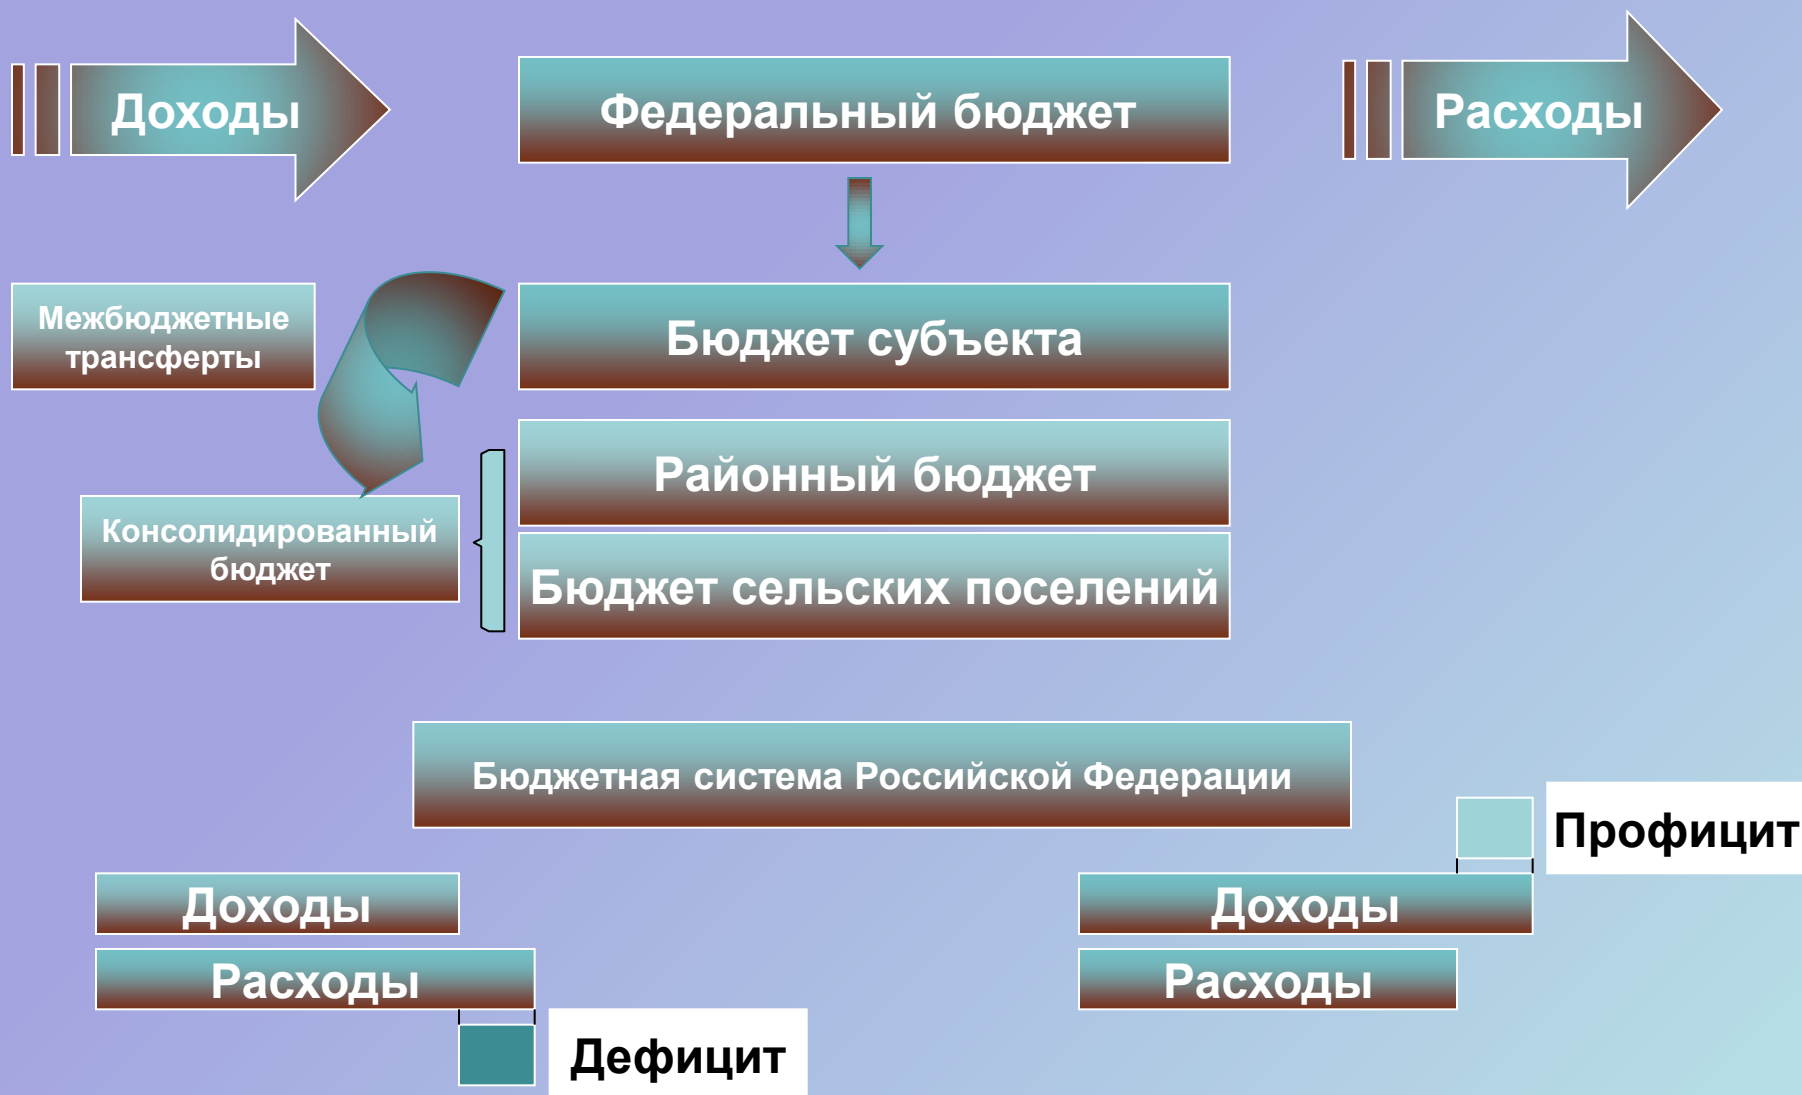 Доходы
Федеральный бюджет
Расходы
Межбюджетные
трансферты
Бюджет субъекта
Районный бюджет
Консолидированный
бюджет
Бюджет сельских поселений
Бюджетная система Российской Федерации
Профицит
Доходы
Расходы
Дефицит
Доходы
Расходы